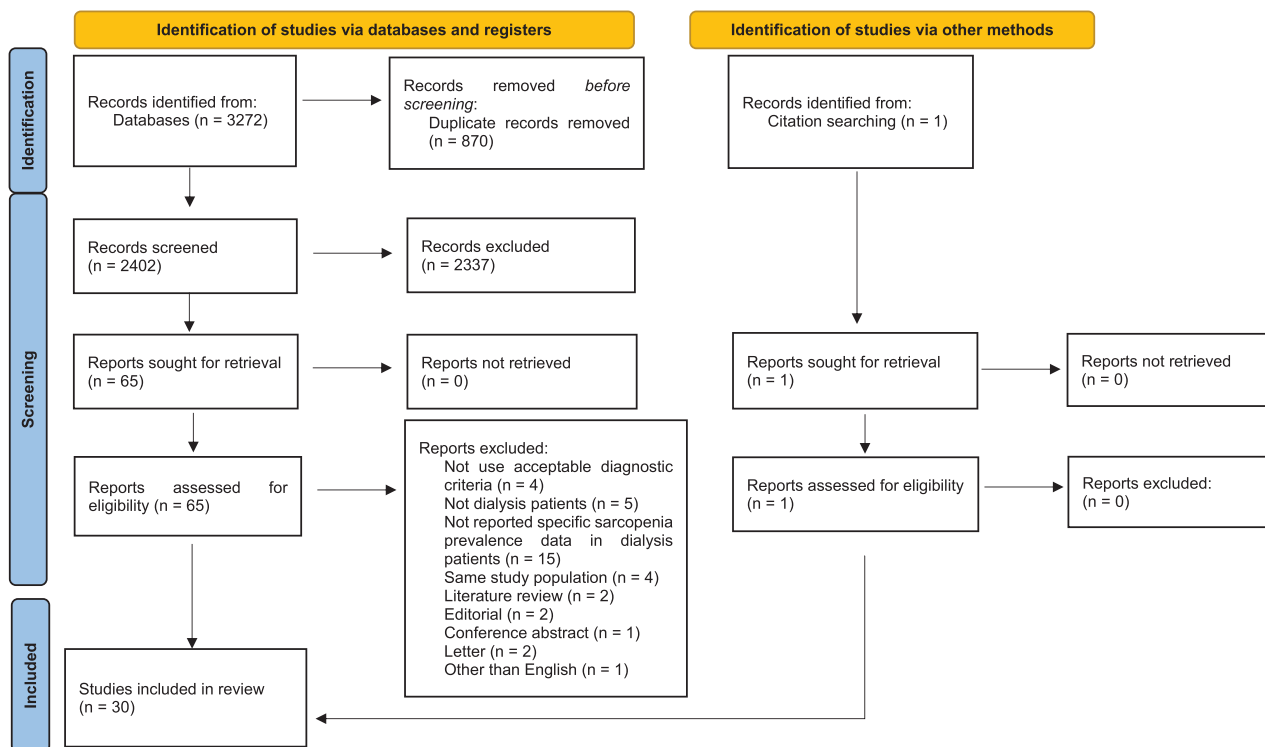 Identification of studies via databases and registers
Identification of studies via other methods
Identification
Records identified from:
Databases (n = 3272)
Records removed before
screening:
Duplicate records removed
(n = 870)
Records identified from:
Citation searching (n = 1)
Screening
Records screened
(n = 2402)
Records excluded
(n = 2337)
Reports sought for retrieval
(n = 65)
Reports not retrieved
(n = 0)
Reports sought for retrieval
(n = 1)
Reports not retrieved
(n = 0)
Reports assessed for
eligibility (n = 65)
Reports excluded:
Not use acceptable diagnostic
criteria (n = 4)
Not dialysis patients (n = 5)
Not reported specific sarcopenia
prevalence data in dialysis
patients (n = 15)
Same study population (n = 4)
Literature review (n = 2)
Editorial (n = 2)
Conference abstract (n = 1)
Letter (n = 2)
Other than English (n = 1)
Reports assessed for eligibility
(n = 1)
Reports excluded:
(n = 0)
Included
Studies included in review
(n = 30)